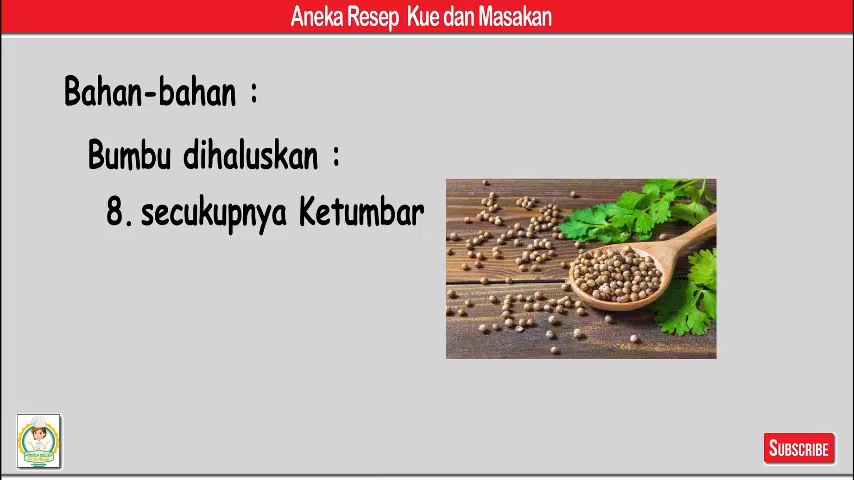 Aneka Resep Kue dan Masakan
Bahan-bahan :
Bumbu dihaluskan :
8. secukupnya Ketumbar
SUBSCRIBE